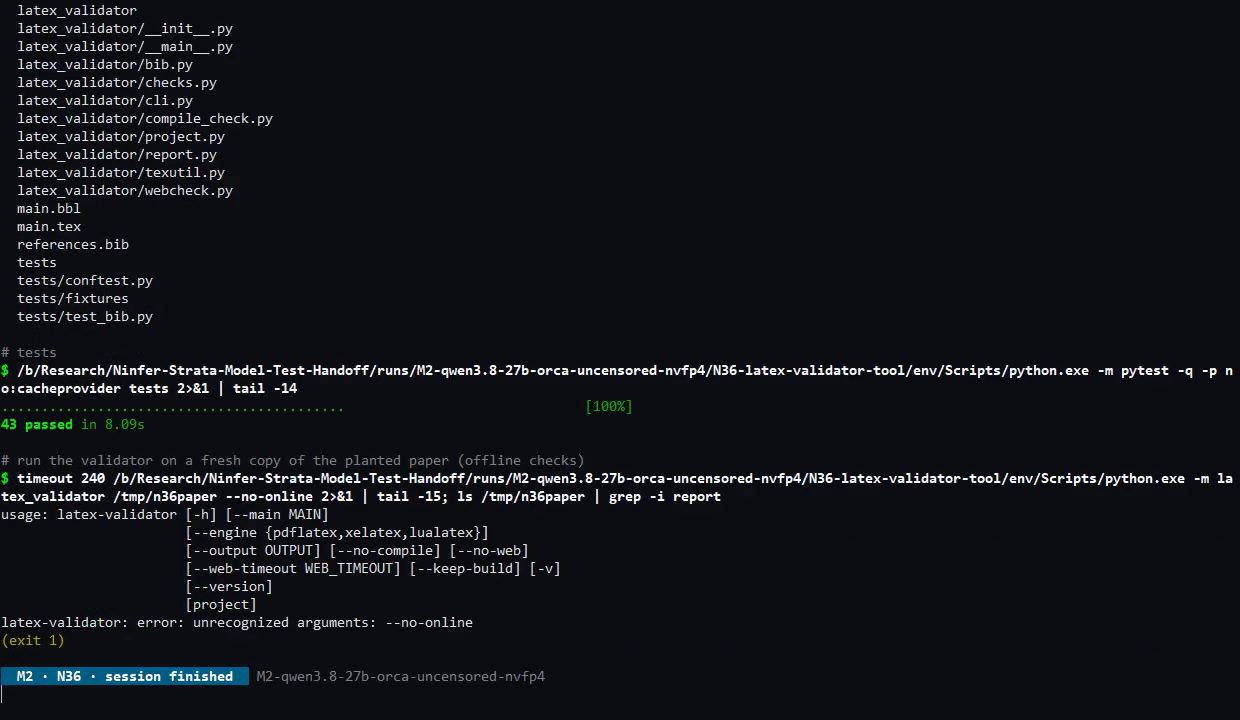 latex_validator
latex_validator/__init__.py
latex_validator/__main__.py
latex_validator/bib.py
latex_validator/checks.py
latex_validator/cli.py
latex_validator/compile_check.py
latex_validator/project.py
latex_validator/report.py
latex_validator/texutil.py
latex_validator/webcheck.py
main.bbl
main.tex
references.bib
tests
tests/conftest.py
tests/fixtures
tests/test_bib.py
# tests
$ /b/Research/Ninfer-Strata-Model-Test-Handoff/runs/M2-qwen3.8-27b-orca-uncensored-nvfp4/N36-latex-validator-tool/env/Scripts/python.exe -m pytest -q -p n
o:cacheprovider tests 2>&1 | tail -14
........................................... [100%]
43 passed in 8.09s
# run the validator on a fresh copy of the planted paper (offline checks)
$ timeout 240 /b/Research/Ninfer-Strata-Model-Test-Handoff/runs/M2-qwen3.8-27b-orca-uncensored-nvfp4/N36-latex-validator-tool/env/Scripts/python.exe -m la
tex_validator /tmp/n36paper --no-online 2>&1 | tail -15; ls /tmp/n36paper | grep -i report
usage: latex-validator [-h] [--main MAIN]
[--engine {pdflatex,xelatex,lualatex}]
[--output OUTPUT] [--no-compile] [--no-web]
[--web-timeout WEB_TIMEOUT] [--keep-build] [-v]
[--version]
[project]
latex-validator: error: unrecognized arguments: --no-online
(exit 1)
M2 · N36 · session finished M2-qwen3.8-27b-orca-uncensored-nvfp4